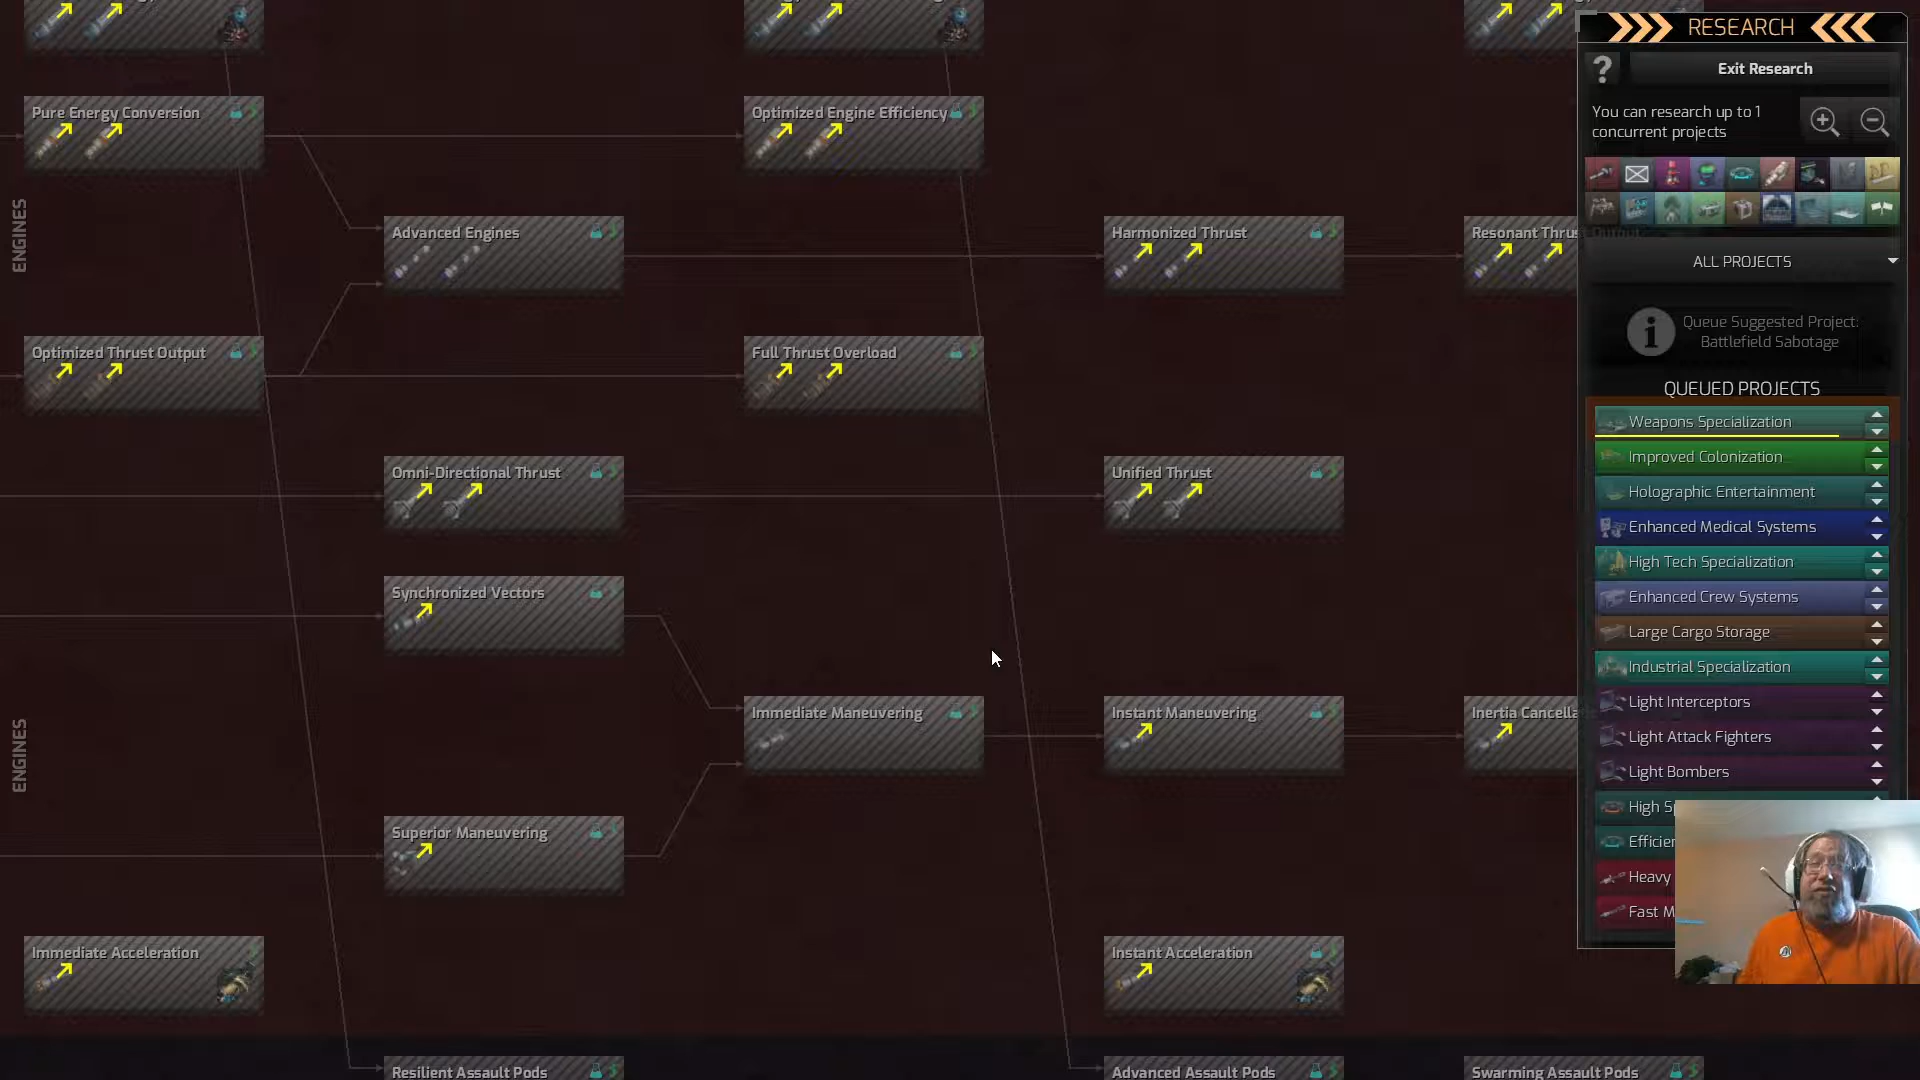 Pure Energy Conversion
Optimized Engine Efficiency
ENGINES
Advanced Engines
Harmonized Thrust
Resonant Thrust Output
Optimized Thrust Output
Full Thrust Overload
Omni-Directional Thrust
Unified Thrust
Synchronized Vectors
ENGINES
Immediate Maneuvering
Instant Maneuvering
Inertia Cancella
Superior Maneuvering
Immediate Acceleration
Instant Acceleration
Resilient Assault Pods
Advanced Assault Pods
Swarming Assault Pods
RESEARCH
?
Exit Research
You can research up to 1
concurrent projects
ALL PROJECTS
Queue Suggested Project:
Battlefield Sabotage
QUEUED PROJECTS
Weapons Specialization
Improved Colonization
Holographic Entertainment
Enhanced Medical Systems
High Tech Specialization
Enhanced Crew Systems
Large Cargo Storage
Industrial Specialization
Light Interceptors
Light Attack Fighters
Light Bombers
High Sp
Efficien
Heavy
Fast M